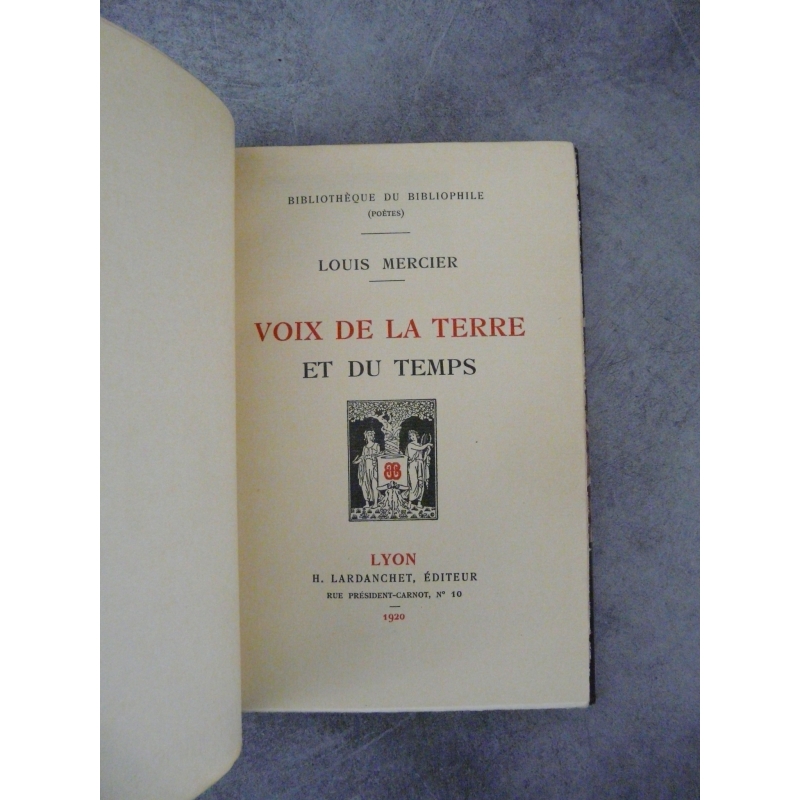 BIBLIOTHÈQUE DU BIBLIOPHILE
(POÈTES)
LOUIS MERCIER
VOIX DE LA TERRE
ET DU TEMPS
LYON
H. LARDANCHET, ÉDITEUR
RUE PRÉSIDENT-CARNOT, N° 10
1920